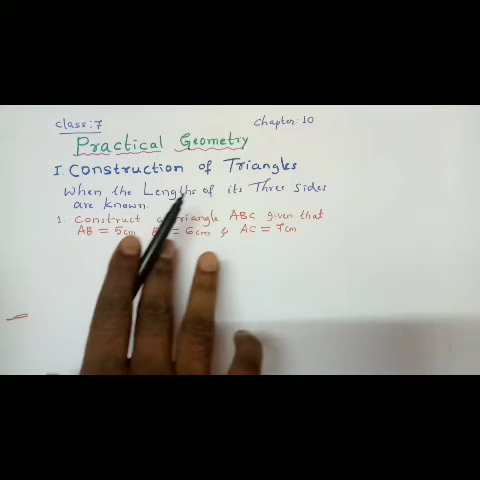 Class:7
Chapter:10
Practical Geometry
I. Construction of Triangles
When the Lengths of its Three sides
are known.
1. Construct a Triangle ABC given that
AB = 5cm = 6cm & AC = 7cm